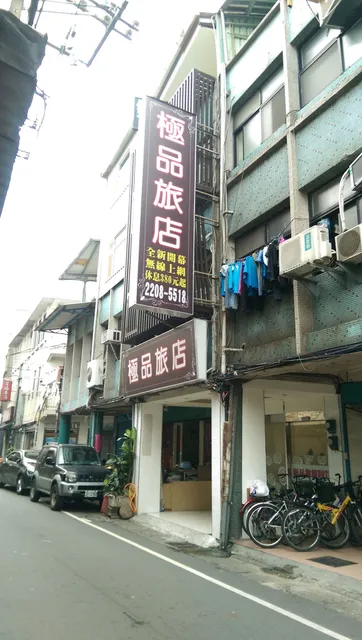 極品旅店
全新開幕
無線上網
休息380元起
2208-5518
極品旅店